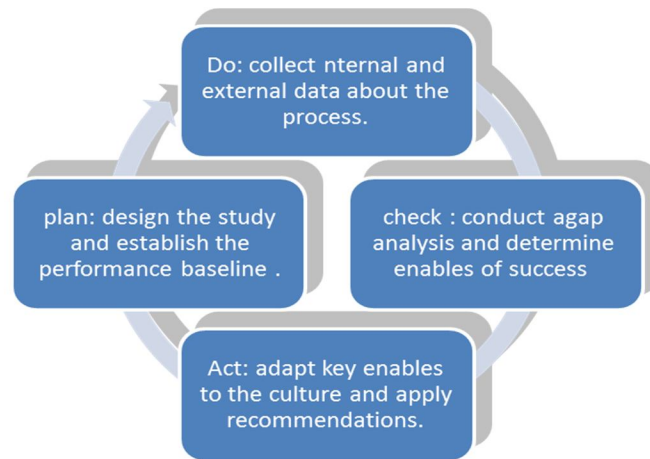 Do: collect nternal and
external data about the
process.
plan: design the study
and establish the
performance baseline .
check : conduct agap
analysis and determine
enables of success
Act: adapt key enables
to the culture and apply
recommendations.